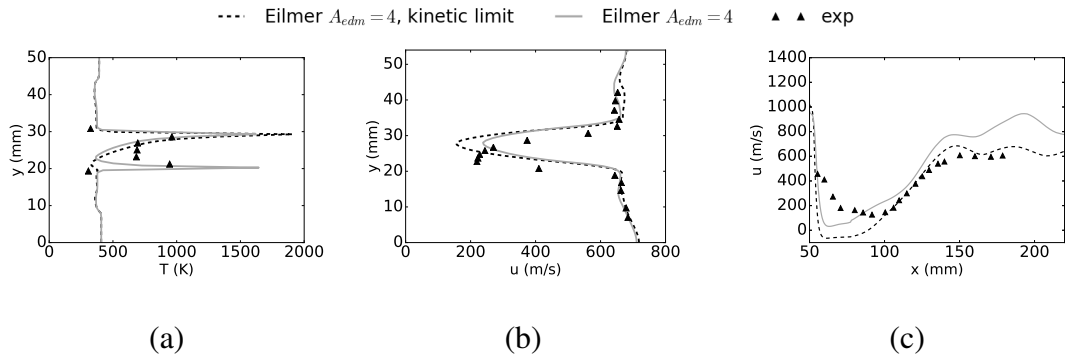 Eilmer A_edm = 4, kinetic limit
Eilmer A_edm = 4
exp
50
40
30
20
10
0
y (mm)
0 500 1000 1500 2000
T (K)
50
40
30
20
10
0
y (mm)
0 200 400 600 800
u (m/s)
1400
1200
1000
800
600
400
200
0
u (m/s)
50 100 150 200
x (mm)
(a)
(b)
(c)